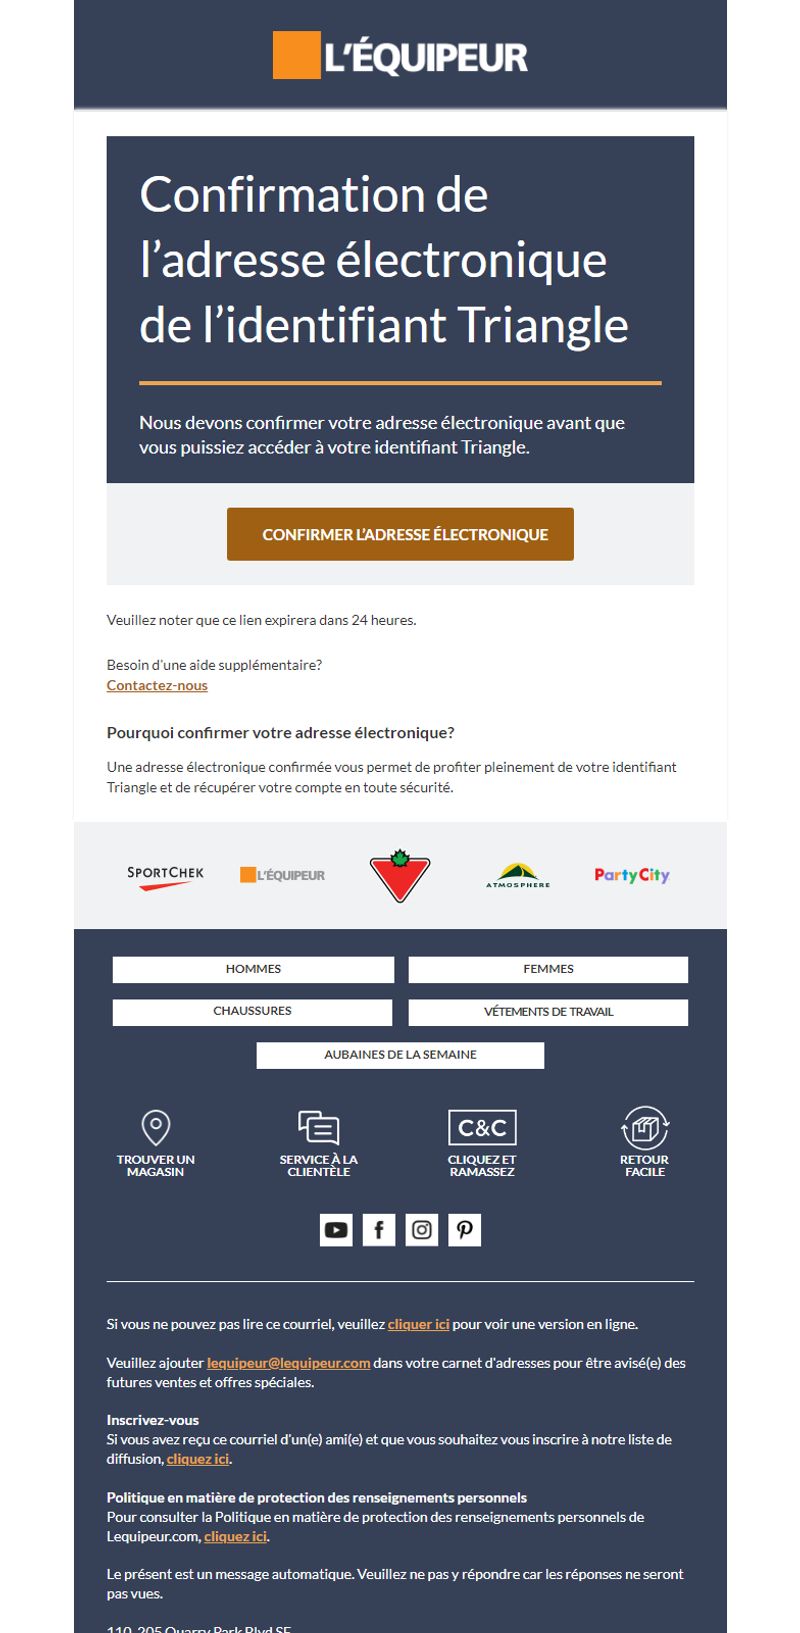 L'ÉQUIPEUR
Confirmation de
l’adresse électronique
de l’identifiant Triangle
Nous devons confirmer votre adresse électronique avant que
vous puissiez accéder à votre identifiant Triangle.
CONFIRMER L’ADRESSE ÉLECTRONIQUE
Veuillez noter que ce lien expirera dans 24 heures.
Besoin d’une aide supplémentaire?
Contactez-nous
Pourquoi confirmer votre adresse électronique?
Une adresse électronique confirmée vous permet de profiter pleinement de votre identifiant
Triangle et de récupérer votre compte en toute sécurité.
SPORTCHEK L'ÉQUIPEUR ATMOSPHERE PartyCity
HOMMES FEMMES
CHAUSSURES VÉTEMENTS DE TRAVAIL
AUBAINES DE LA SEMAINE
C&C
TROUVER UN SERVICE À LA CLIQUEZ ET RETOUR
MAGASIN CLIENTÈLE RAMASSEZ FACILE
Si vous ne pouvez pas lire ce courriel, veuillez cliquer ici pour voir une version en ligne.
Veuillez ajouter lequipeur@lequipeur.com dans votre carnet d'adresses pour être avisé(e) des
futures ventes et offres spéciales.
Inscrivez-vous
Si vous avez reçu ce courriel d'un(e) ami(e) et que vous souhaitez vous inscrire à notre liste de
diffusion, cliquez ici.
Politique en matière de protection des renseignements personnels
Pour consulter la Politique en matière de protection des renseignements personnels de
Lequipeur.com, cliquez ici.
Le présent est un message automatique. Veuillez ne pas y répondre car les réponses ne seront
pas vues.
110, 205 Quarry Park Blvd SE